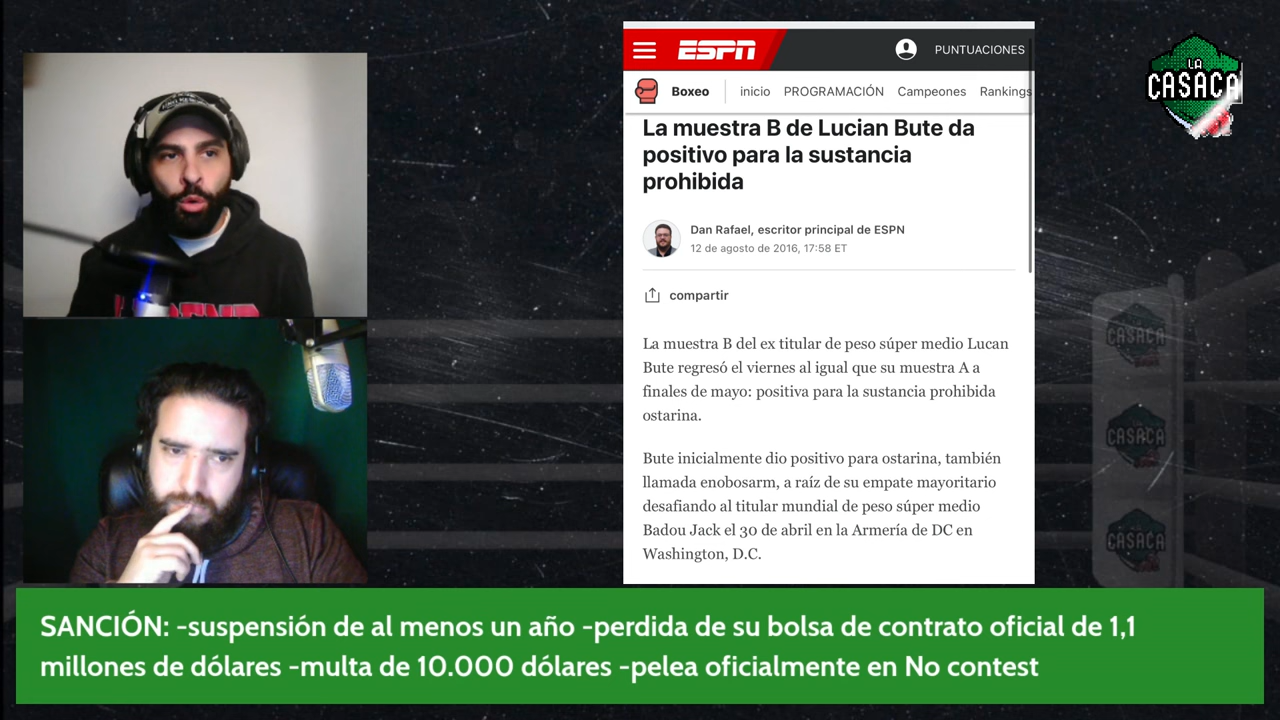 ESPN
PUNTUACIONES
Boxeo inicio PROGRAMACIÓN Campeones Rankings
La muestra B de Lucian Bute da
positivo para la sustancia
prohibida
Dan Rafael, escritor principal de ESPN
12 de agosto de 2016, 17:58 ET
compartir
La muestra B del ex titular de peso súper medio Lucan
Bute regresó el viernes al igual que su muestra A a
finales de mayo: positiva para la sustancia prohibida
ostarina.
Bute inicialmente dio positivo para ostarina, también
llamada enobosarm, a raíz de su empate mayoritario
desafiando al titular mundial de peso súper medio
Badou Jack el 30 de abril en la Armería de DC en
Washington, D.C.
LA
CASACA
CASACA
CASACA
CASACA
SANCIÓN: -suspensión de al menos un año -perdida de su bolsa de contrato oficial de 1,1
millones de dólares -multa de 10.000 dólares -pelea oficialmente en No contest